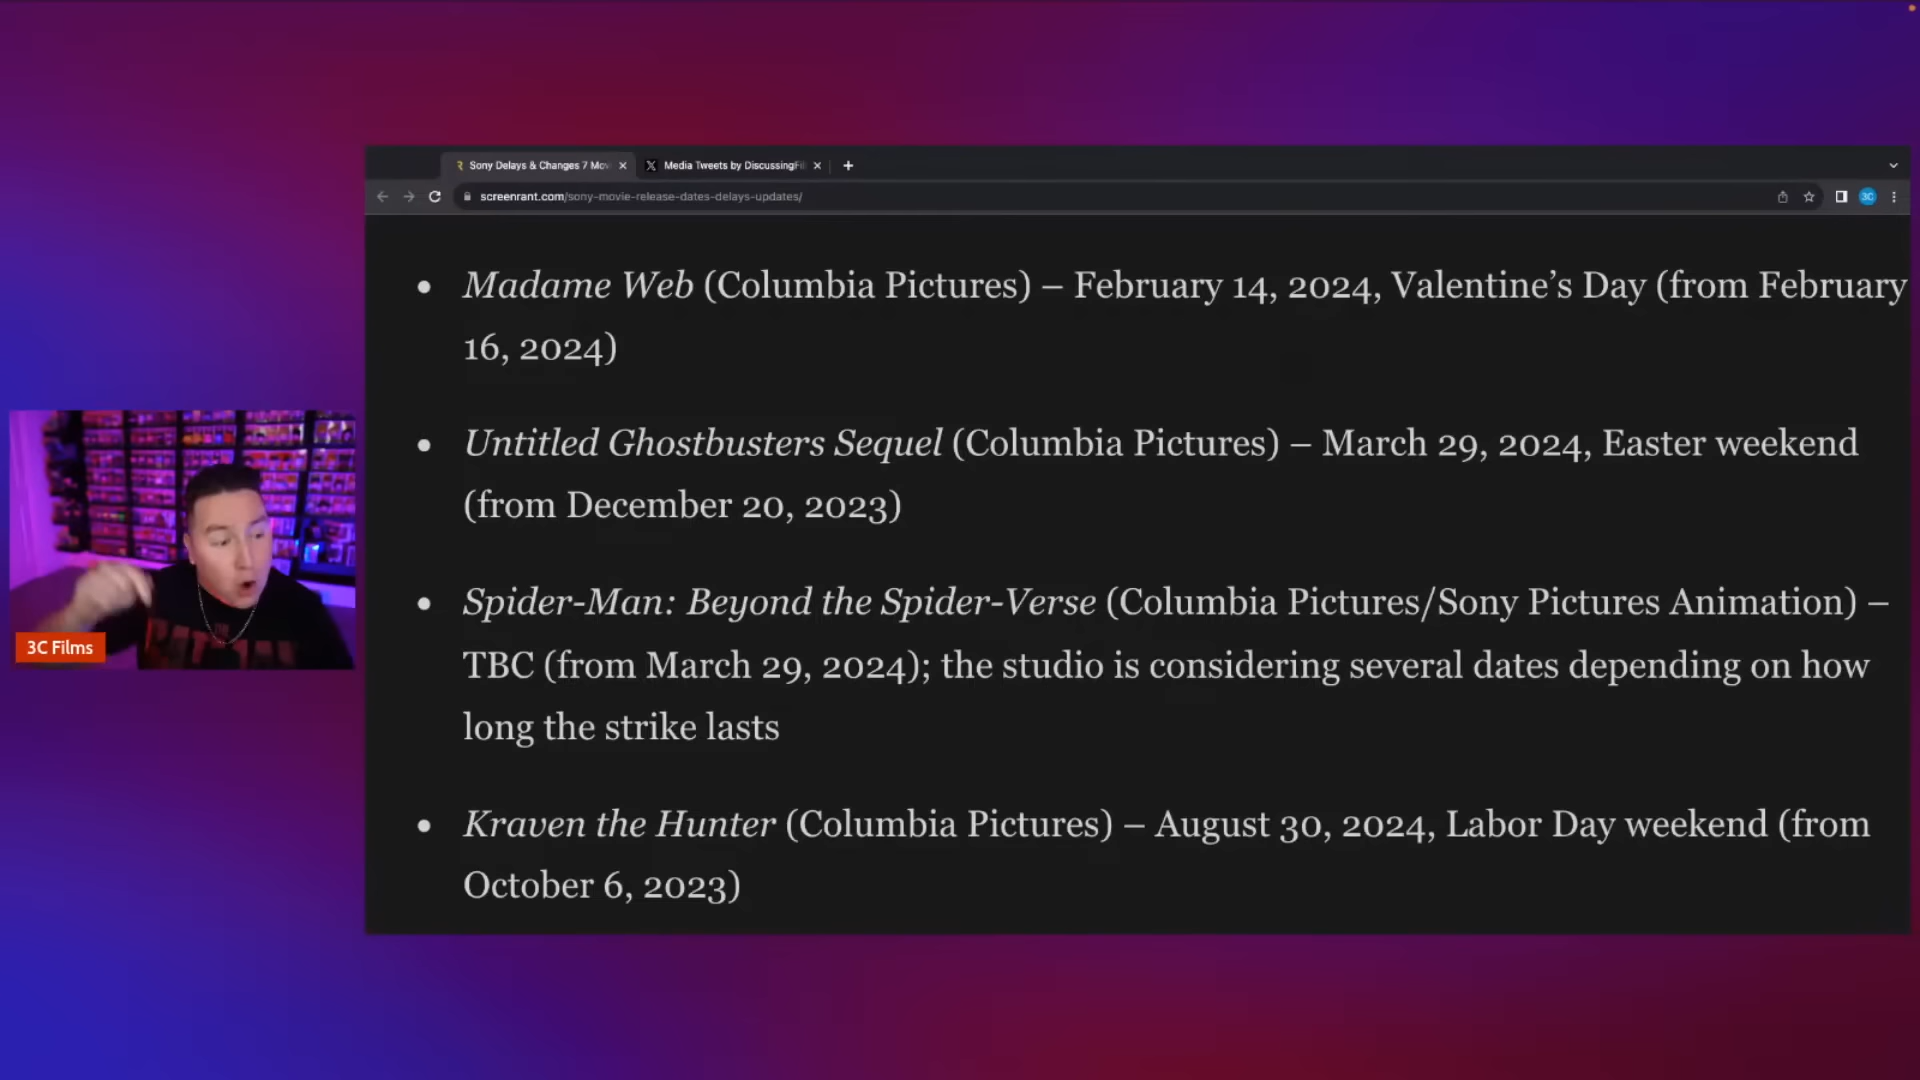 Sony Delays & Changes 7 Mov
Media Tweets by DiscussingFi
screenrant.com/sony-movie-release-dates-delays-updates/
3C
Madame Web (Columbia Pictures) – February 14, 2024, Valentine’s Day (from February
16, 2024)
Untitled Ghostbusters Sequel (Columbia Pictures) – March 29, 2024, Easter weekend
(from December 20, 2023)
Spider-Man: Beyond the Spider-Verse (Columbia Pictures/Sony Pictures Animation) –
TBC (from March 29, 2024); the studio is considering several dates depending on how
long the strike lasts
Kraven the Hunter (Columbia Pictures) – August 30, 2024, Labor Day weekend (from
October 6, 2023)
3C Films